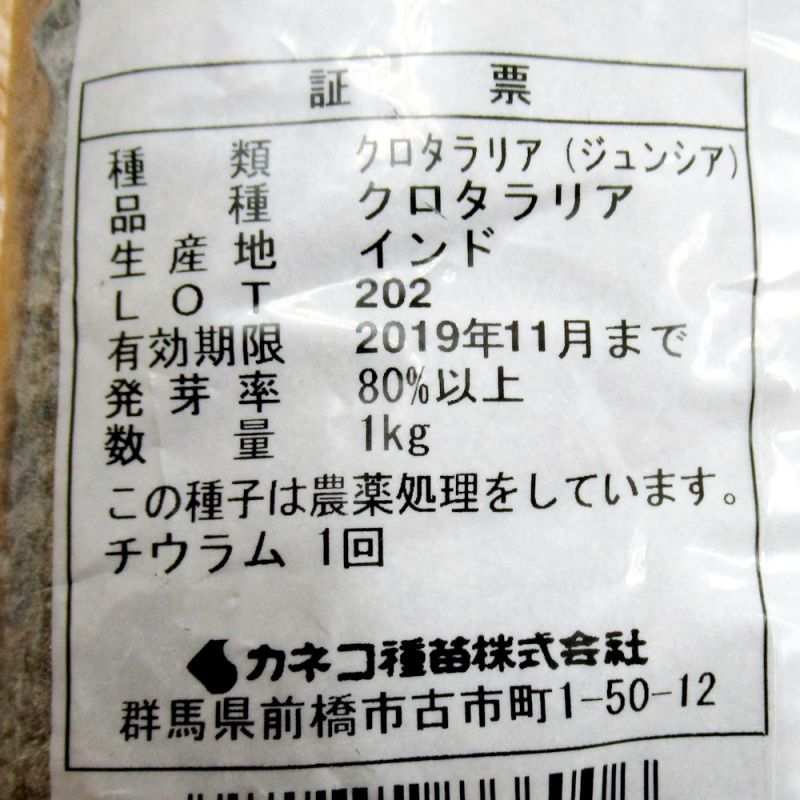 証 票
種類 クロタラリア(ジュンシア)
品種 クロタラリア
生産地 インド
LOT 202
有効期限 2019年11月まで
発芽率 80%以上
数量 1kg
この種子は農薬処理をしています。
チウラム 1回
カネコ種苗株式会社
群馬県前橋市古市町1-50-12